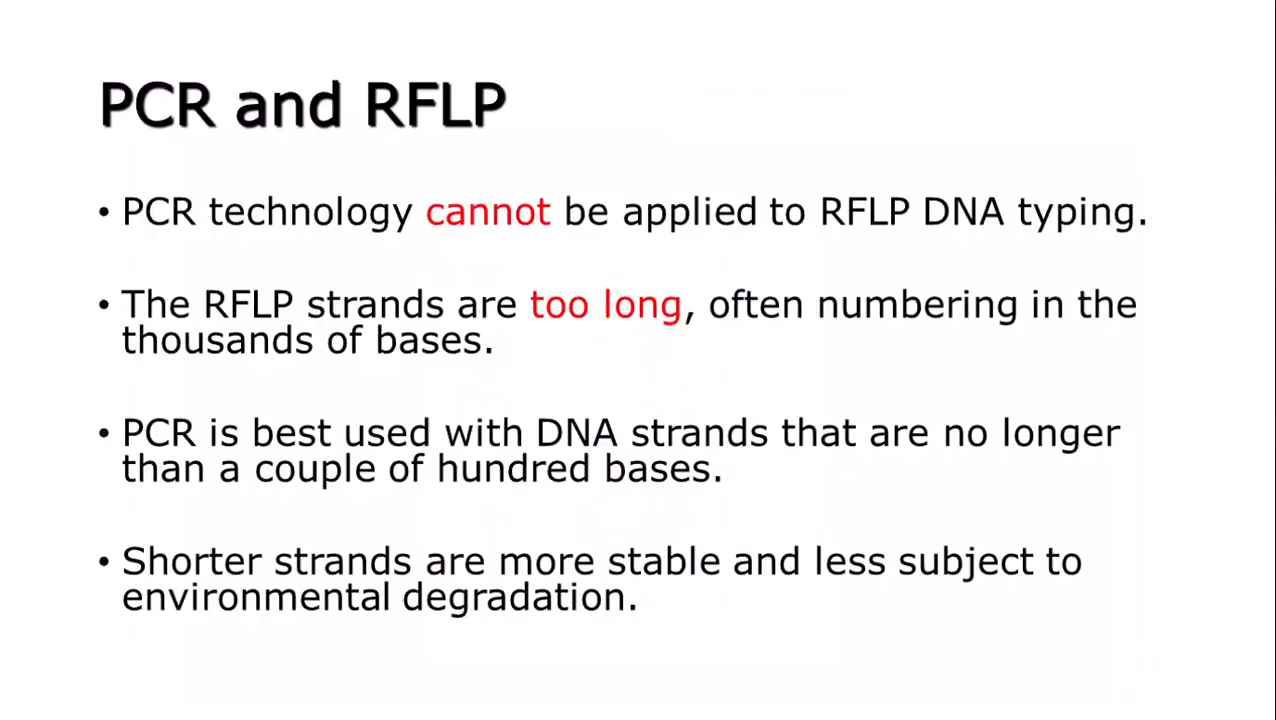 PCR and RFLP
• PCR technology cannot be applied to RFLP DNA typing.
• The RFLP strands are too long, often numbering in the
thousands of bases.
• PCR is best used with DNA strands that are no longer
than a couple of hundred bases.
• Shorter strands are more stable and less subject to
environmental degradation.